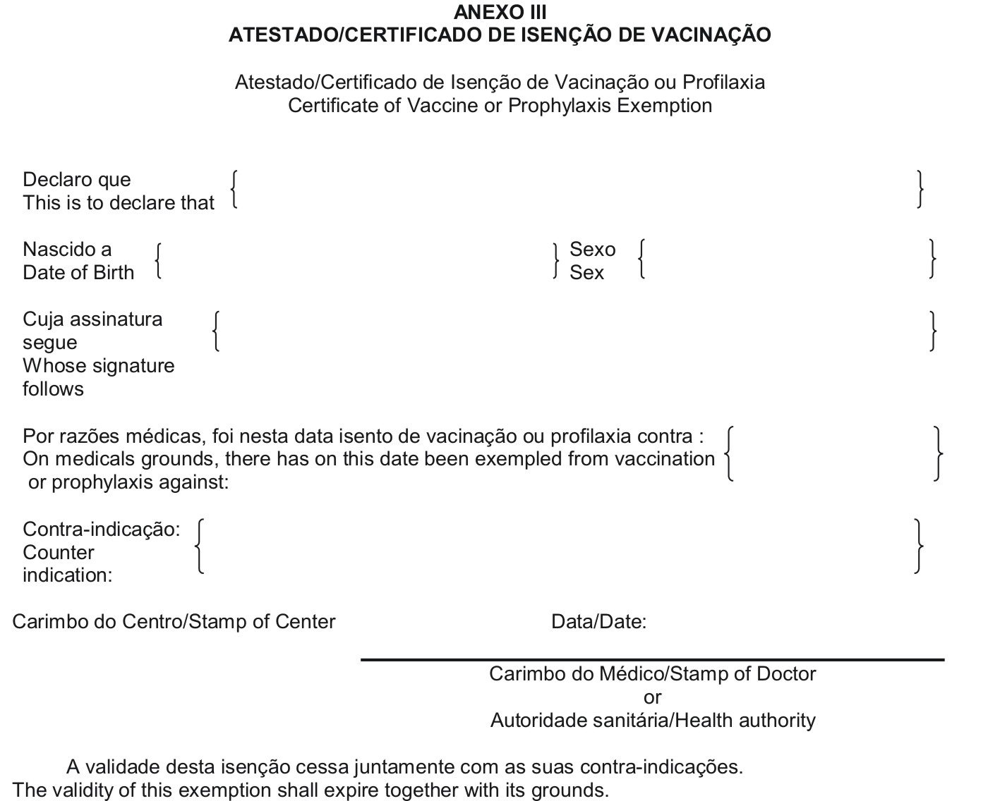 ANEXO III
ATESTADO/CERTIFICADO DE ISENÇÃO DE VACINAÇÃO
Atestado/Certificado de Isenção de Vacinação ou Profilaxia
Certificate of Vaccine or Prophylaxis Exemption
Declaro que
This is to declare that { }
Nascido a
Date of Birth { } Sexo
Sex { }
Cuja assinatura
segue { }
Whose signature
follows
Por razões médicas, foi nesta data isento de vacinação ou profilaxia contra :
On medicals grounds, there has on this date been exempled from vaccination { }
or prophylaxis against:
Contra-indicação:
Counter { }
indication:
Carimbo do Centro/Stamp of Center
Data/Date:
Carimbo do Médico/Stamp of Doctor
or
Autoridade sanitária/Health authority
A validade desta isenção cessa juntamente com as suas contra-indicações.
The validity of this exemption shall expire together with its grounds.